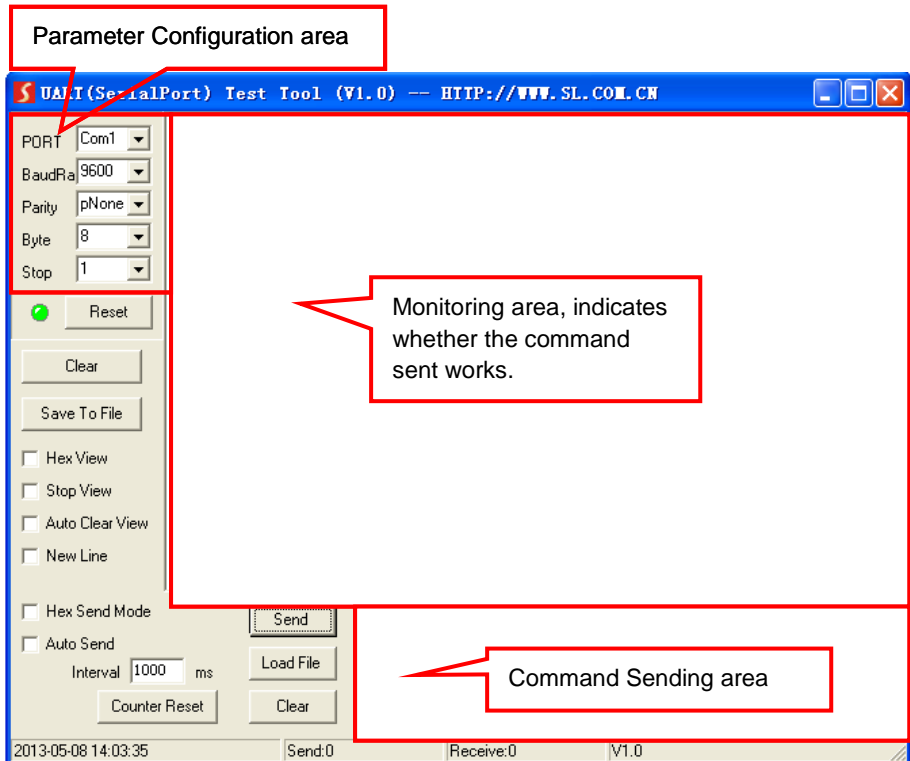 Parameter Configuration area
UART(SerialPort) Test Tool (V1.0) -- HTTP://WWW.SL.COM.CN
PORT Com1
BaudRa 9600
Parity pNone
Byte 8
Stop 1
Reset
Monitoring area, indicates
whether the command
sent works.
Clear
Save To File
Hex View
Stop View
Auto Clear View
New Line
Hex Send Mode
Send
Auto Send
Interval 1000 ms
Load File
Command Sending area
Counter Reset
Clear
2013-05-08 14:03:35 Send:0 Receive:0 V1.0